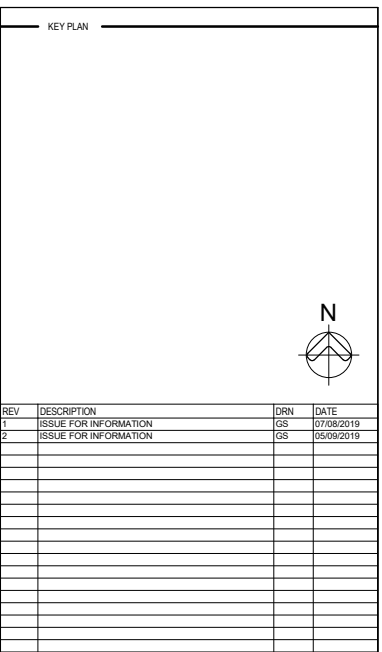 KEY PLAN
N
REV DESCRIPTION DRN DATE
1 ISSUE FOR INFORMATION GS 07/08/2019
2 ISSUE FOR INFORMATION GS 05/09/2019